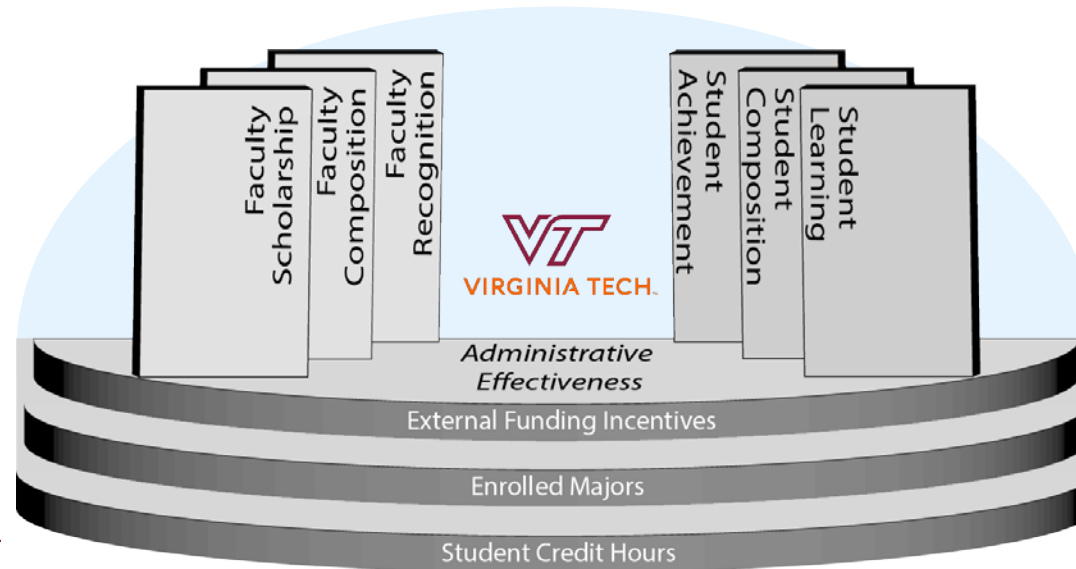 Faculty
Scholarship
Faculty
Composition
Faculty
Recognition
Student
Achievement
Student
Composition
Student
Learning
VT
VIRGINIA TECH™
Administrative
Effectiveness
External Funding Incentives
Enrolled Majors
Student Credit Hours